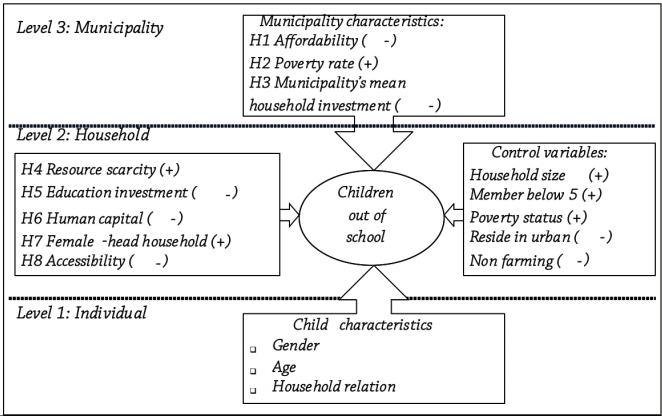 Level 3: Municipality
Municipality characteristics:
H1 Affordability ( -)
H2 Poverty rate (+)
H3 Municipality's mean
household investment ( -)
Level 2: Household
H4 Resource scarcity (+)
H5 Education investment ( -)
H6 Human capital ( -)
H7 Female -head household (+)
H8 Accessibility ( -)
Children
out of
school
Control variables:
Household size (+)
Member below 5 (+)
Poverty status (+)
Reside in urban ( -)
Non farming ( -)
Level 1: Individual
Child characteristics
Gender
Age
Household relation